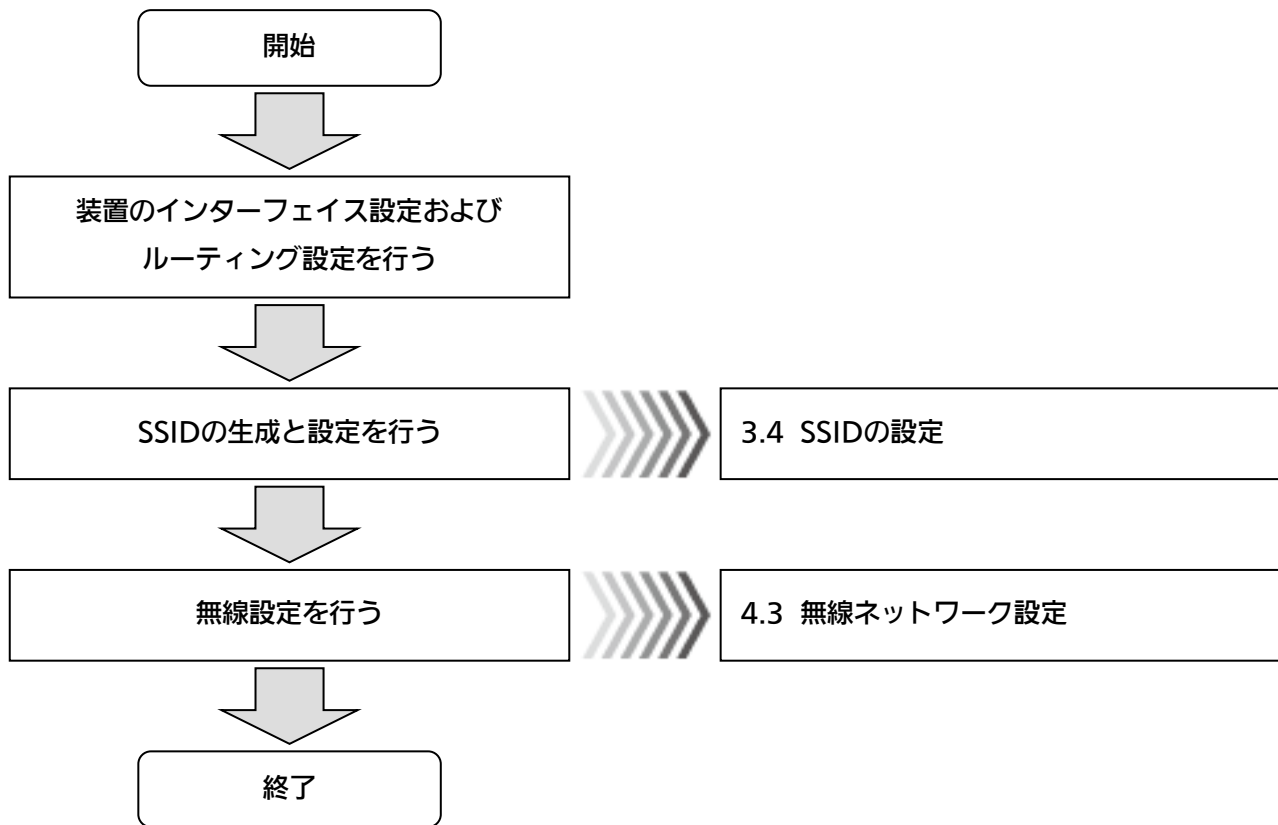 開始
装置のインターフェイス設定および
ルーティング設定を行う
SSIDの生成と設定を行う
3.4 SSIDの設定
無線設定を行う
4.3 無線ネットワーク設定
終了